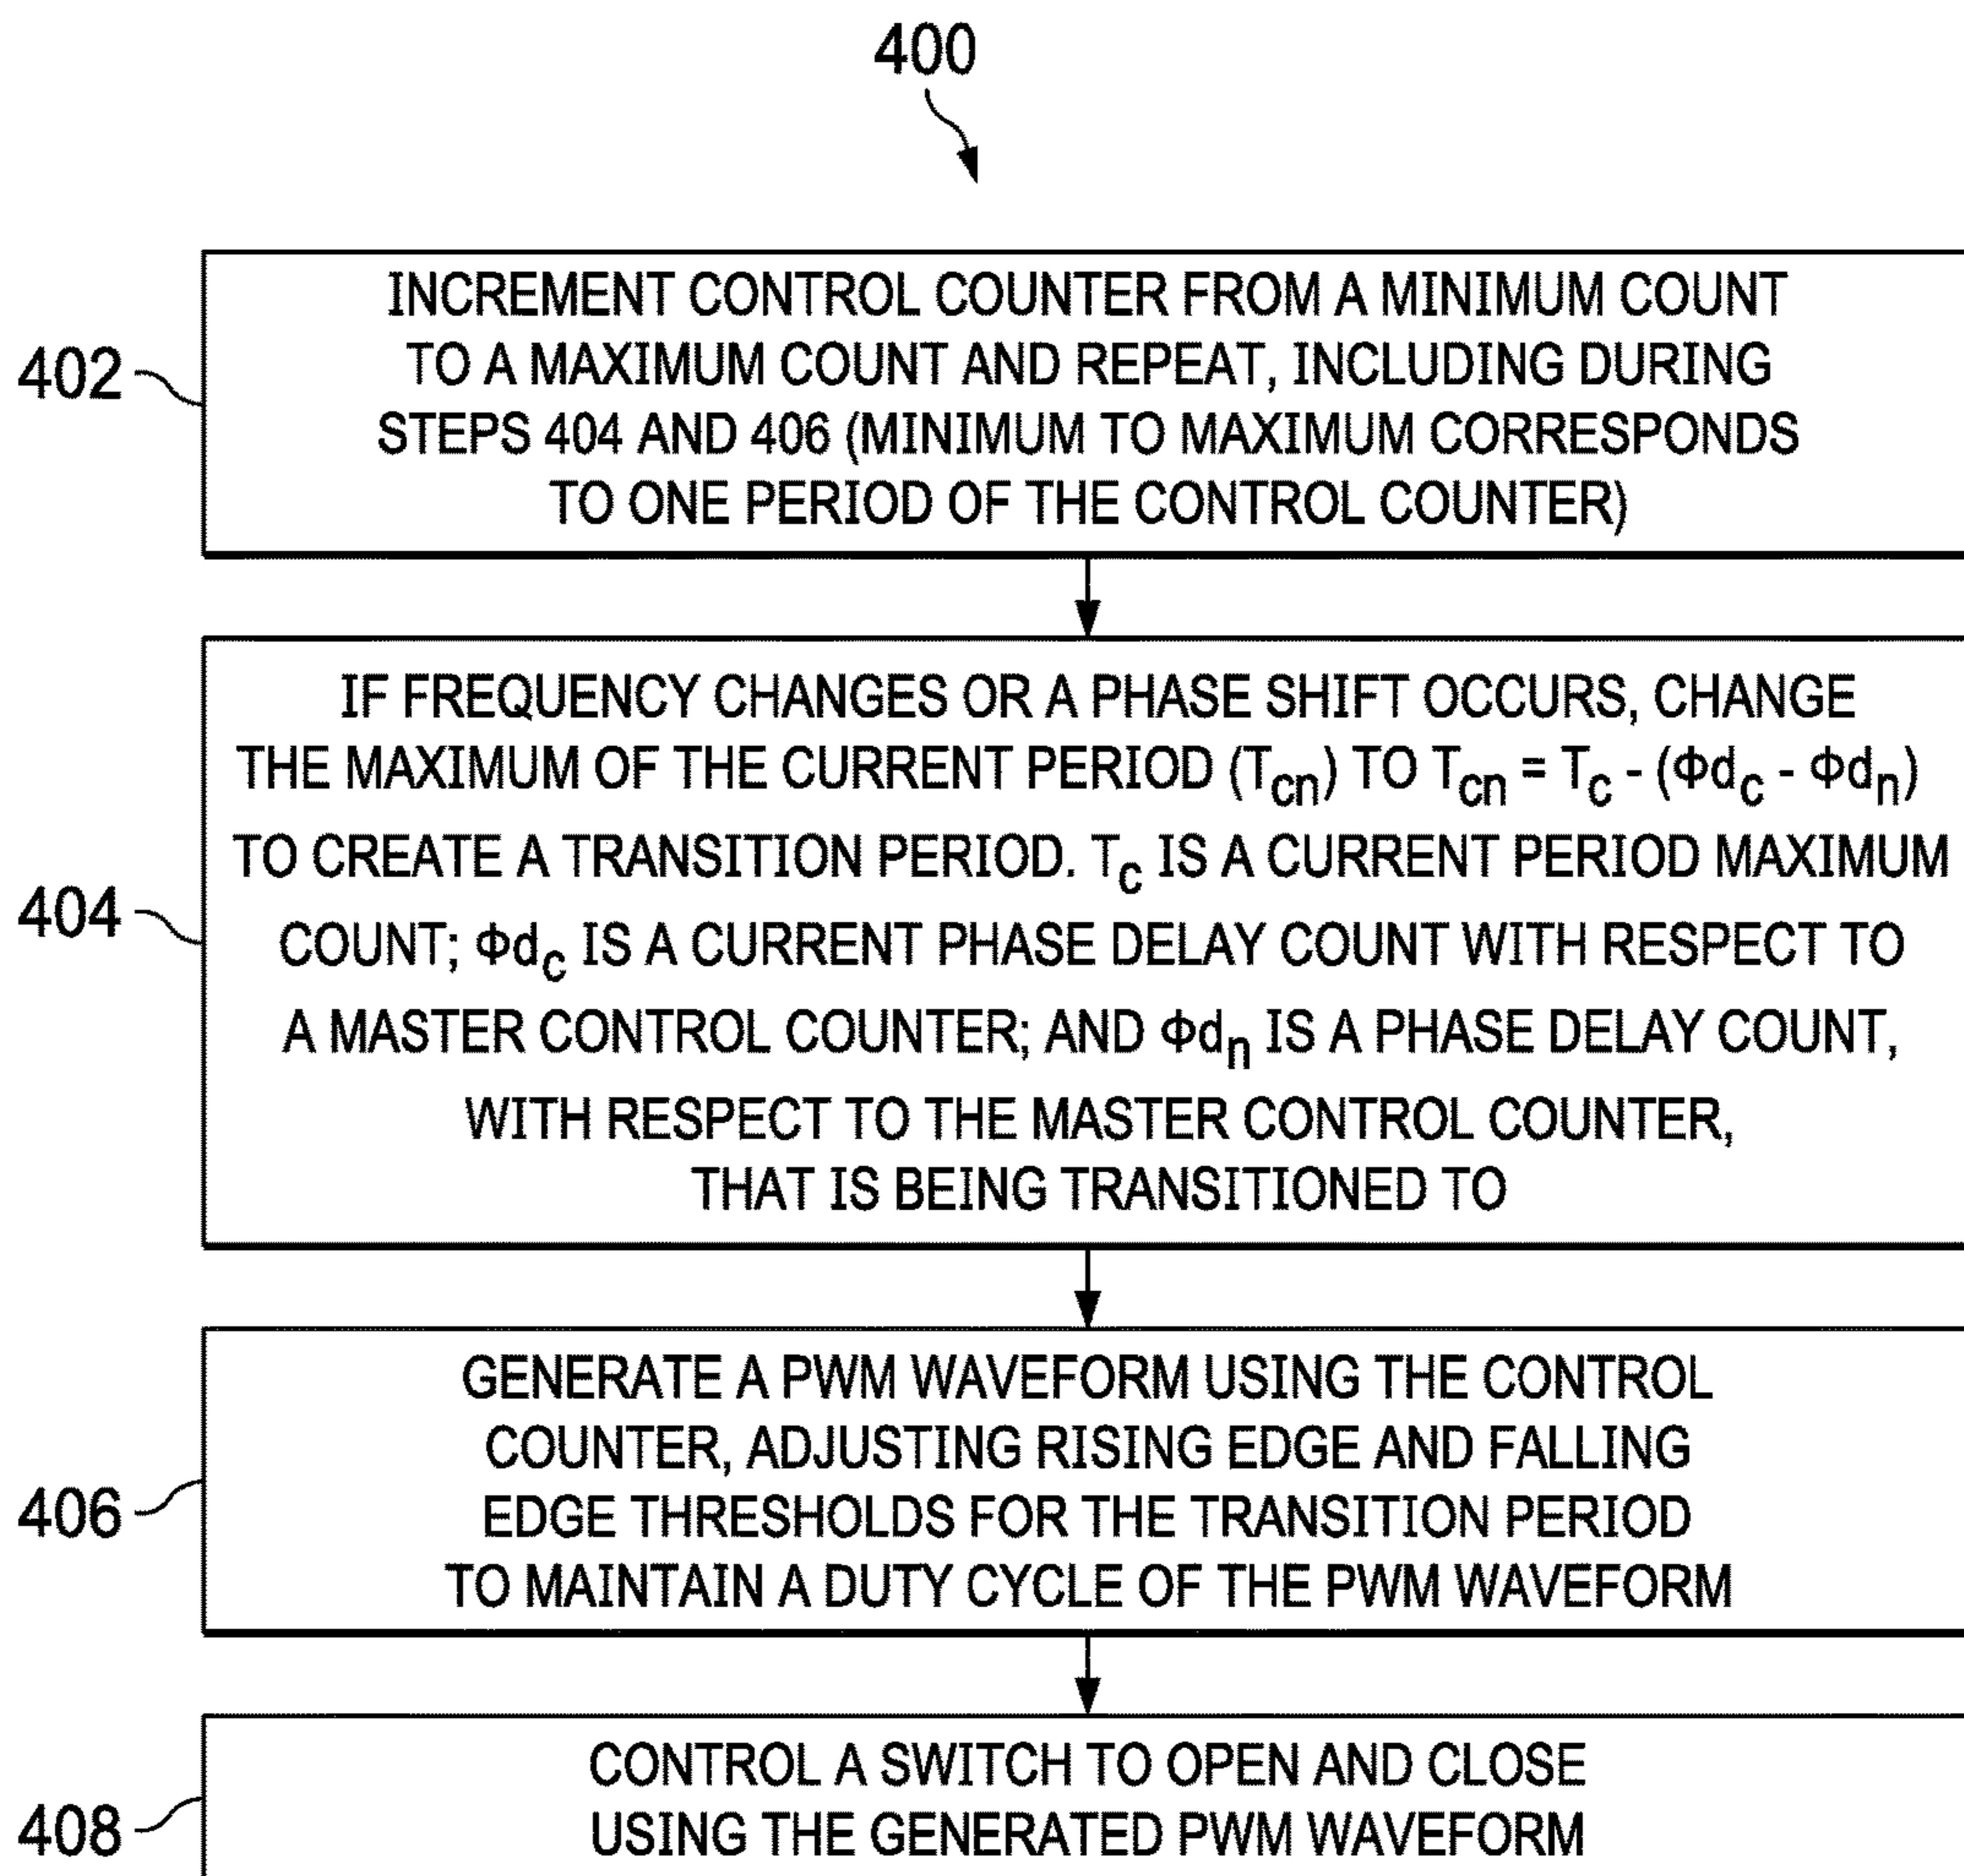 400
402
INCREMENT CONTROL COUNTER FROM A MINIMUM COUNT
TO A MAXIMUM COUNT AND REPEAT, INCLUDING DURING
STEPS 404 AND 406 (MINIMUM TO MAXIMUM CORRESPONDS
TO ONE PERIOD OF THE CONTROL COUNTER)
404
IF FREQUENCY CHANGES OR A PHASE SHIFT OCCURS, CHANGE
THE MAXIMUM OF THE CURRENT PERIOD (Tcn) TO Tcn = Tc - (Φdc - Φdn)
TO CREATE A TRANSITION PERIOD. Tc IS A CURRENT PERIOD MAXIMUM
COUNT; Φdc IS A CURRENT PHASE DELAY COUNT WITH RESPECT TO
A MASTER CONTROL COUNTER; AND Φdn IS A PHASE DELAY COUNT,
WITH RESPECT TO THE MASTER CONTROL COUNTER,
THAT IS BEING TRANSITIONED TO
406
GENERATE A PWM WAVEFORM USING THE CONTROL
COUNTER, ADJUSTING RISING EDGE AND FALLING
EDGE THRESHOLDS FOR THE TRANSITION PERIOD
TO MAINTAIN A DUTY CYCLE OF THE PWM WAVEFORM
408
CONTROL A SWITCH TO OPEN AND CLOSE
USING THE GENERATED PWM WAVEFORM